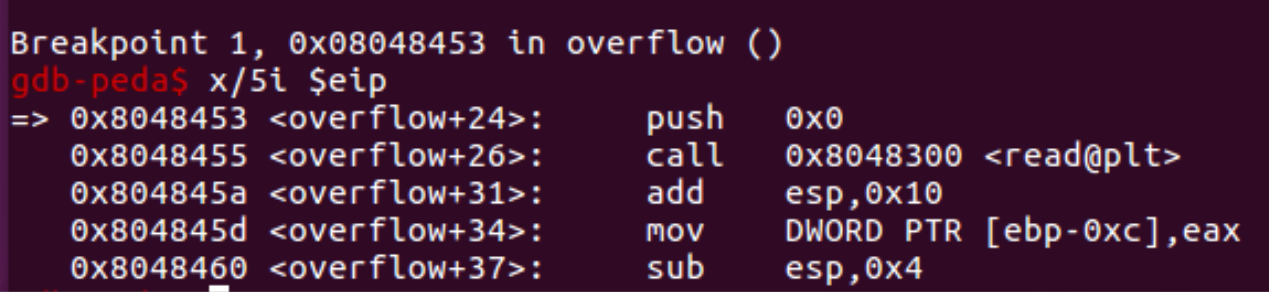 Breakpoint 1, 0x08048453 in overflow ()
gdb-peda$ x/5i $eip
=> 0x8048453 <overflow+24>: push 0x0
0x8048455 <overflow+26>: call 0x8048300 <read@plt>
0x804845a <overflow+31>: add esp,0x10
0x804845d <overflow+34>: mov DWORD PTR [ebp-0xc],eax
0x8048460 <overflow+37>: sub esp,0x4